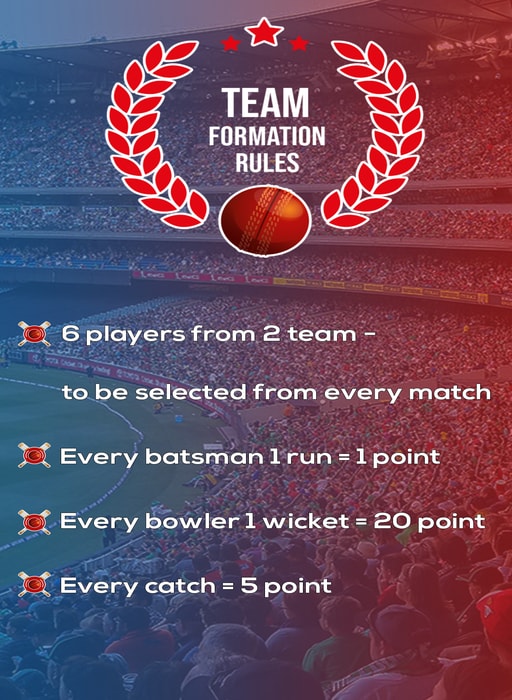 TEAM
FORMATION
RULES
6 players from 2 team -
to be selected from every match
Every batsman 1 run = 1 point
Every bowler 1 wicket = 20 point
Every catch = 5 point